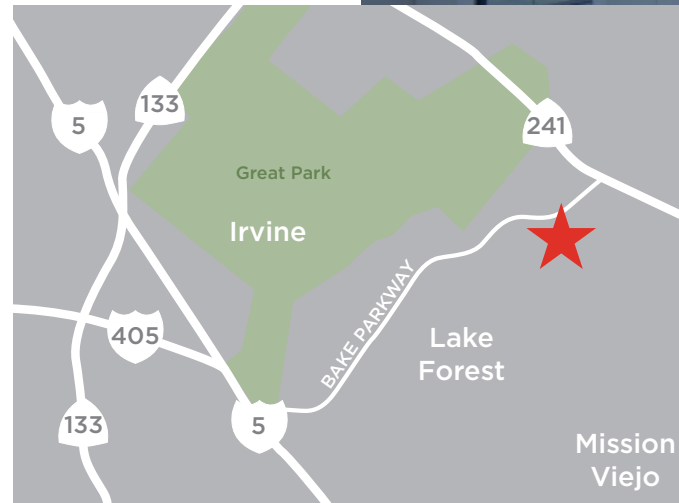 133
5
241
Great Park
Irvine
BAKE PARKWAY
405
Lake
Forest
133
5
Mission
Viejo